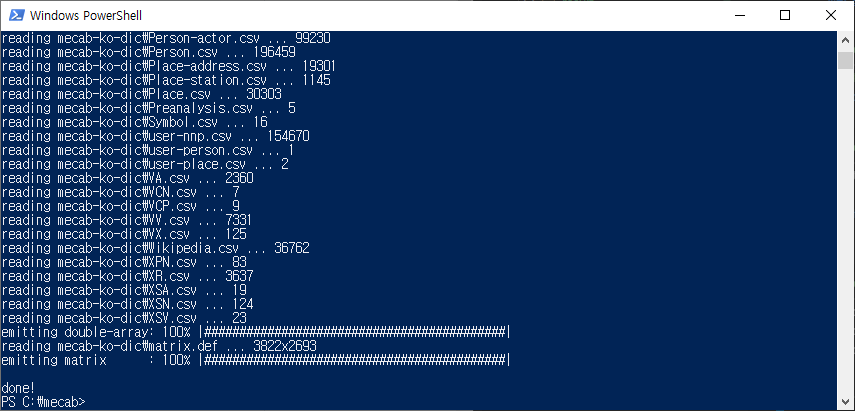 Windows PowerShell
reading mecab-ko-dic₩Person-actor.csv ... 99230
reading mecab-ko-dic₩Person.csv ... 196459
reading mecab-ko-dic₩Place-address.csv ... 19301
reading mecab-ko-dic₩Place-station.csv ... 1145
reading mecab-ko-dic₩Place.csv ... 30303
reading mecab-ko-dic₩Preanalysis.csv ... 5
reading mecab-ko-dic₩Symbol.csv ... 16
reading mecab-ko-dic₩user-nnp.csv ... 154670
reading mecab-ko-dic₩user-person.csv ... 1
reading mecab-ko-dic₩user-place.csv ... 2
reading mecab-ko-dic₩VA.csv ... 2360
reading mecab-ko-dic₩VCN.csv ... 7
reading mecab-ko-dic₩VCP.csv ... 9
reading mecab-ko-dic₩VV.csv ... 7331
reading mecab-ko-dic₩VX.csv ... 125
reading mecab-ko-dic₩Wikipedia.csv ... 36762
reading mecab-ko-dic₩XPN.csv ... 83
reading mecab-ko-dic₩XR.csv ... 3637
reading mecab-ko-dic₩XSA.csv ... 19
reading mecab-ko-dic₩XSN.csv ... 124
reading mecab-ko-dic₩XSV.csv ... 23
emitting double-array: 100% |###########################################|
reading mecab-ko-dic₩matrix.def ... 3822x2693
emitting matrix      : 100% |###########################################|
done!
PS C:₩mecab>